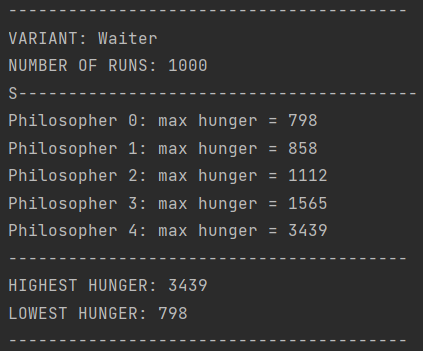 ----------------------------------------
VARIANT: Waiter
NUMBER OF RUNS: 1000
S----------------------------------------
Philosopher 0: max hunger = 798
Philosopher 1: max hunger = 858
Philosopher 2: max hunger = 1112
Philosopher 3: max hunger = 1565
Philosopher 4: max hunger = 3439
----------------------------------------
HIGHEST HUNGER: 3439
LOWEST HUNGER: 798
----------------------------------------